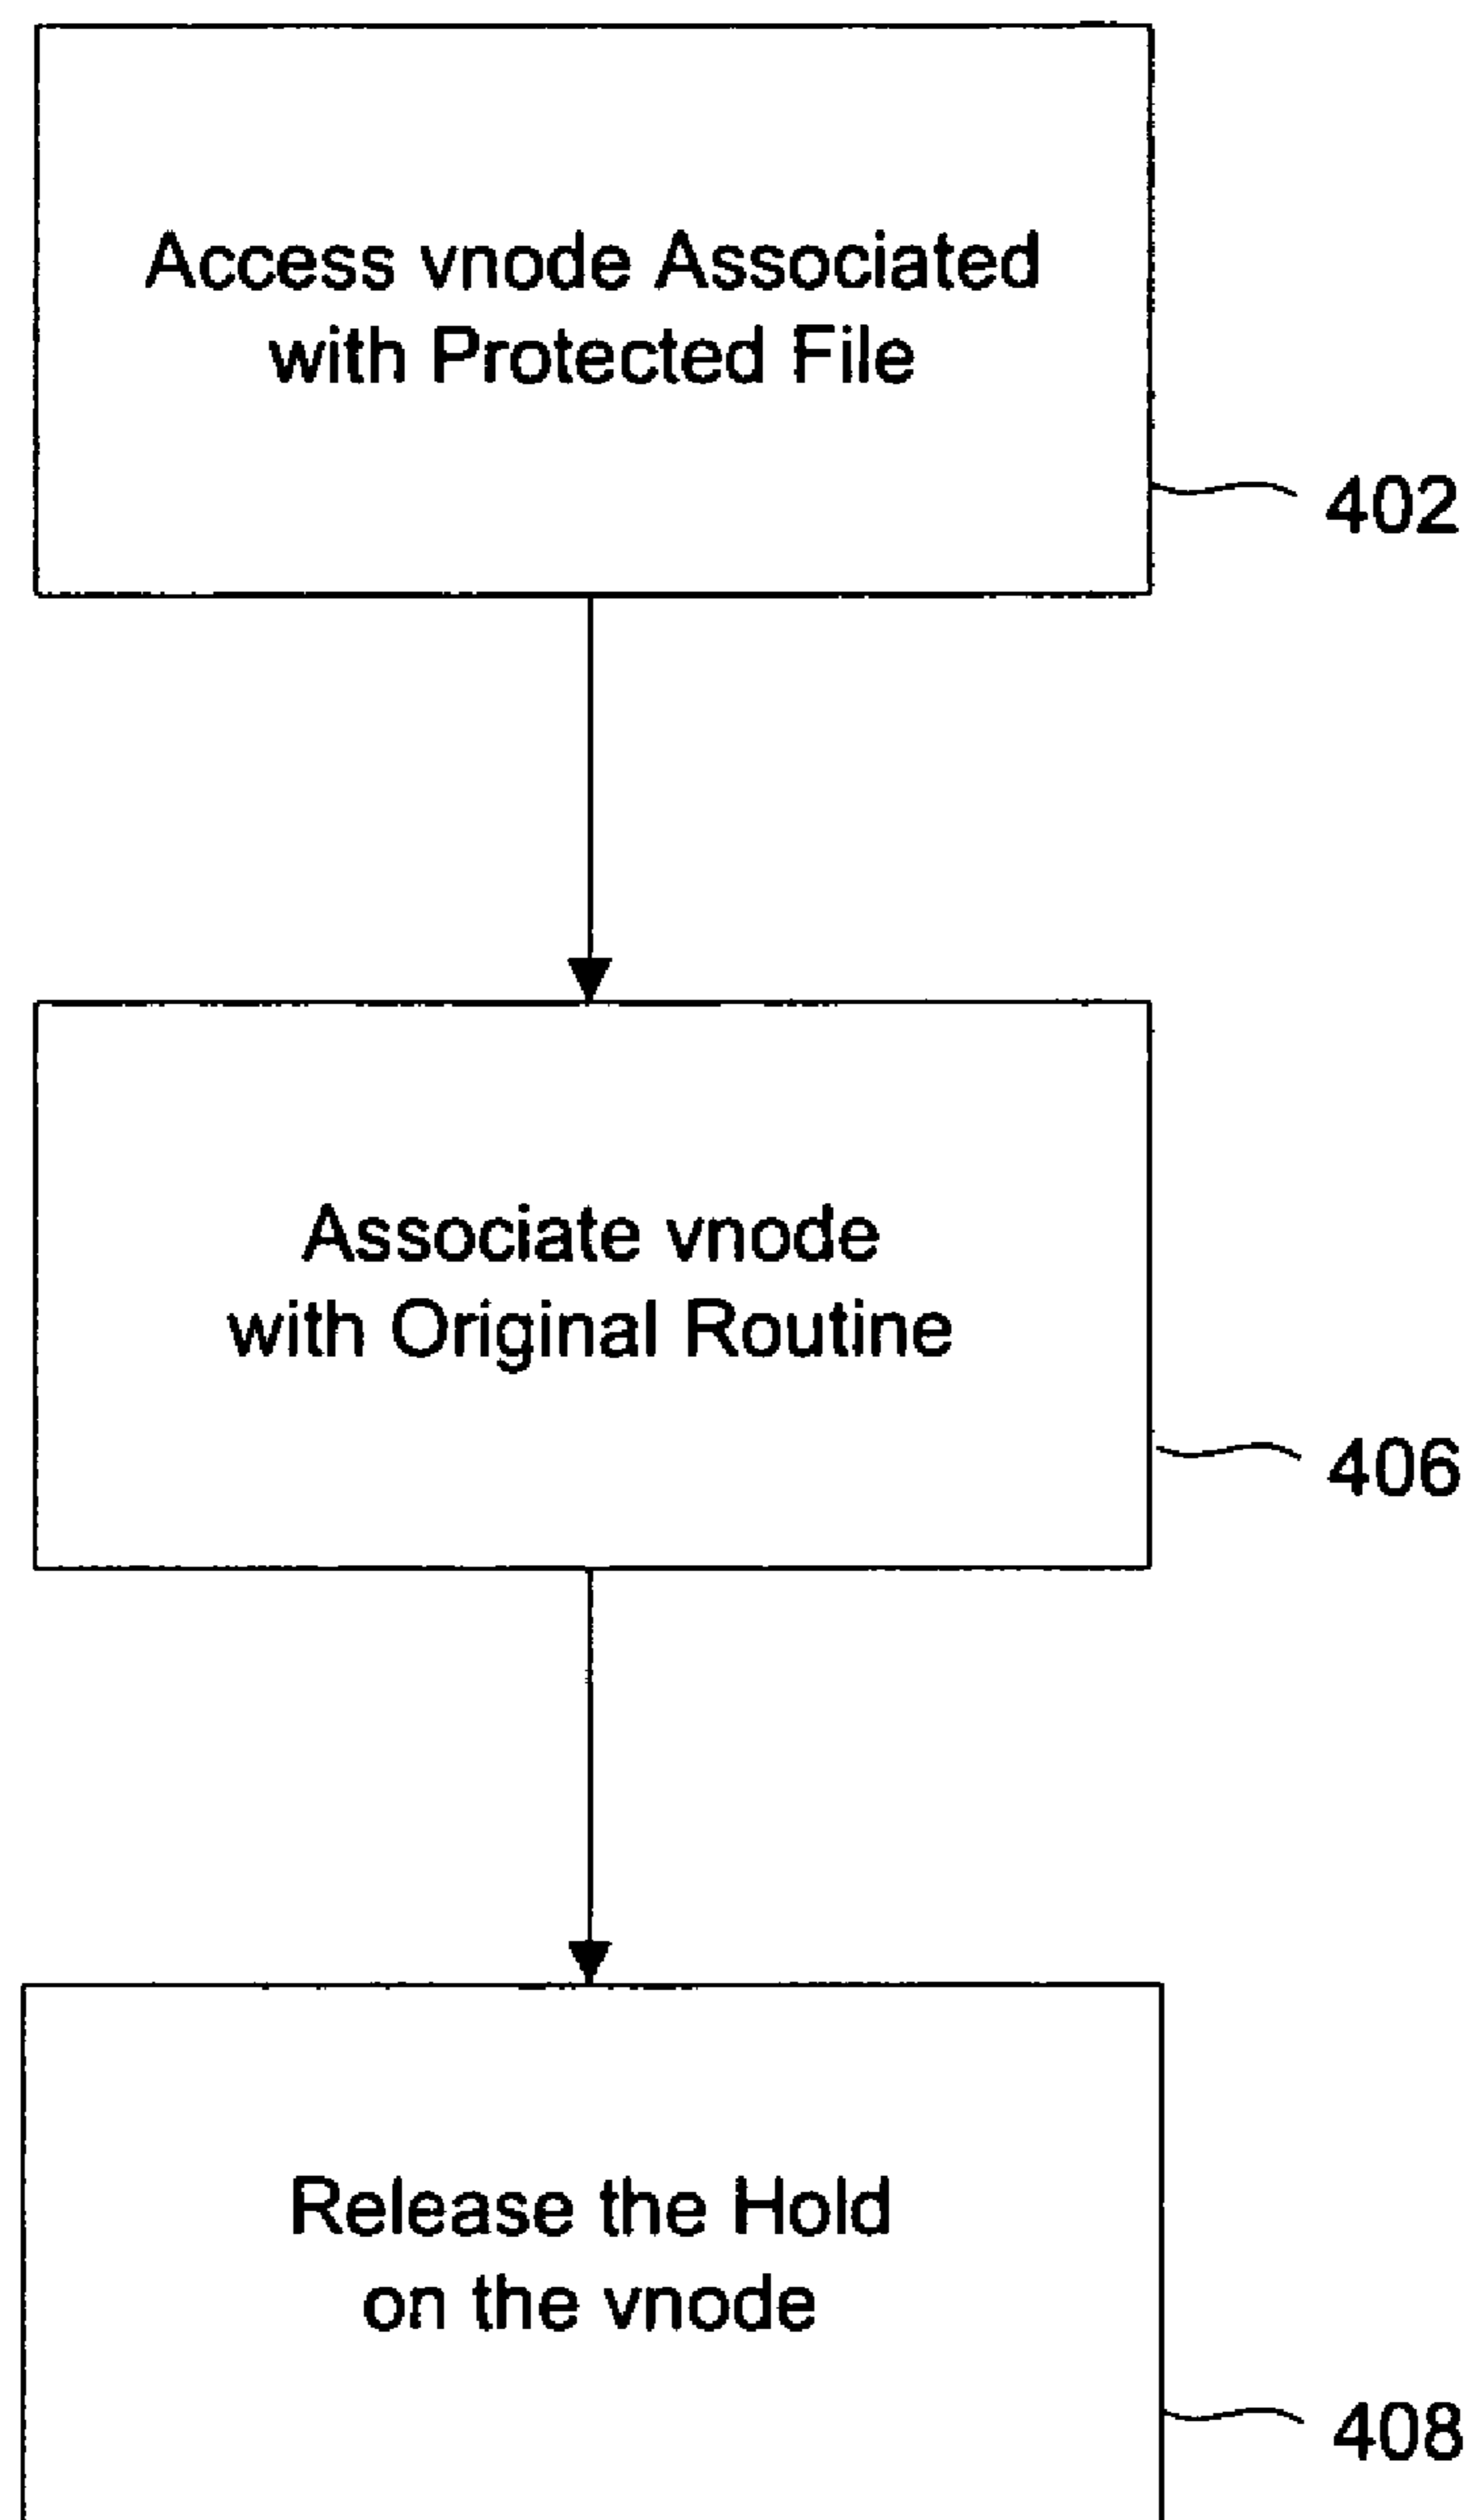 Access vnode Associated
with Protected File
402
Associate vnode
with Original Routine
406
Release the Hold
on the vnode
408